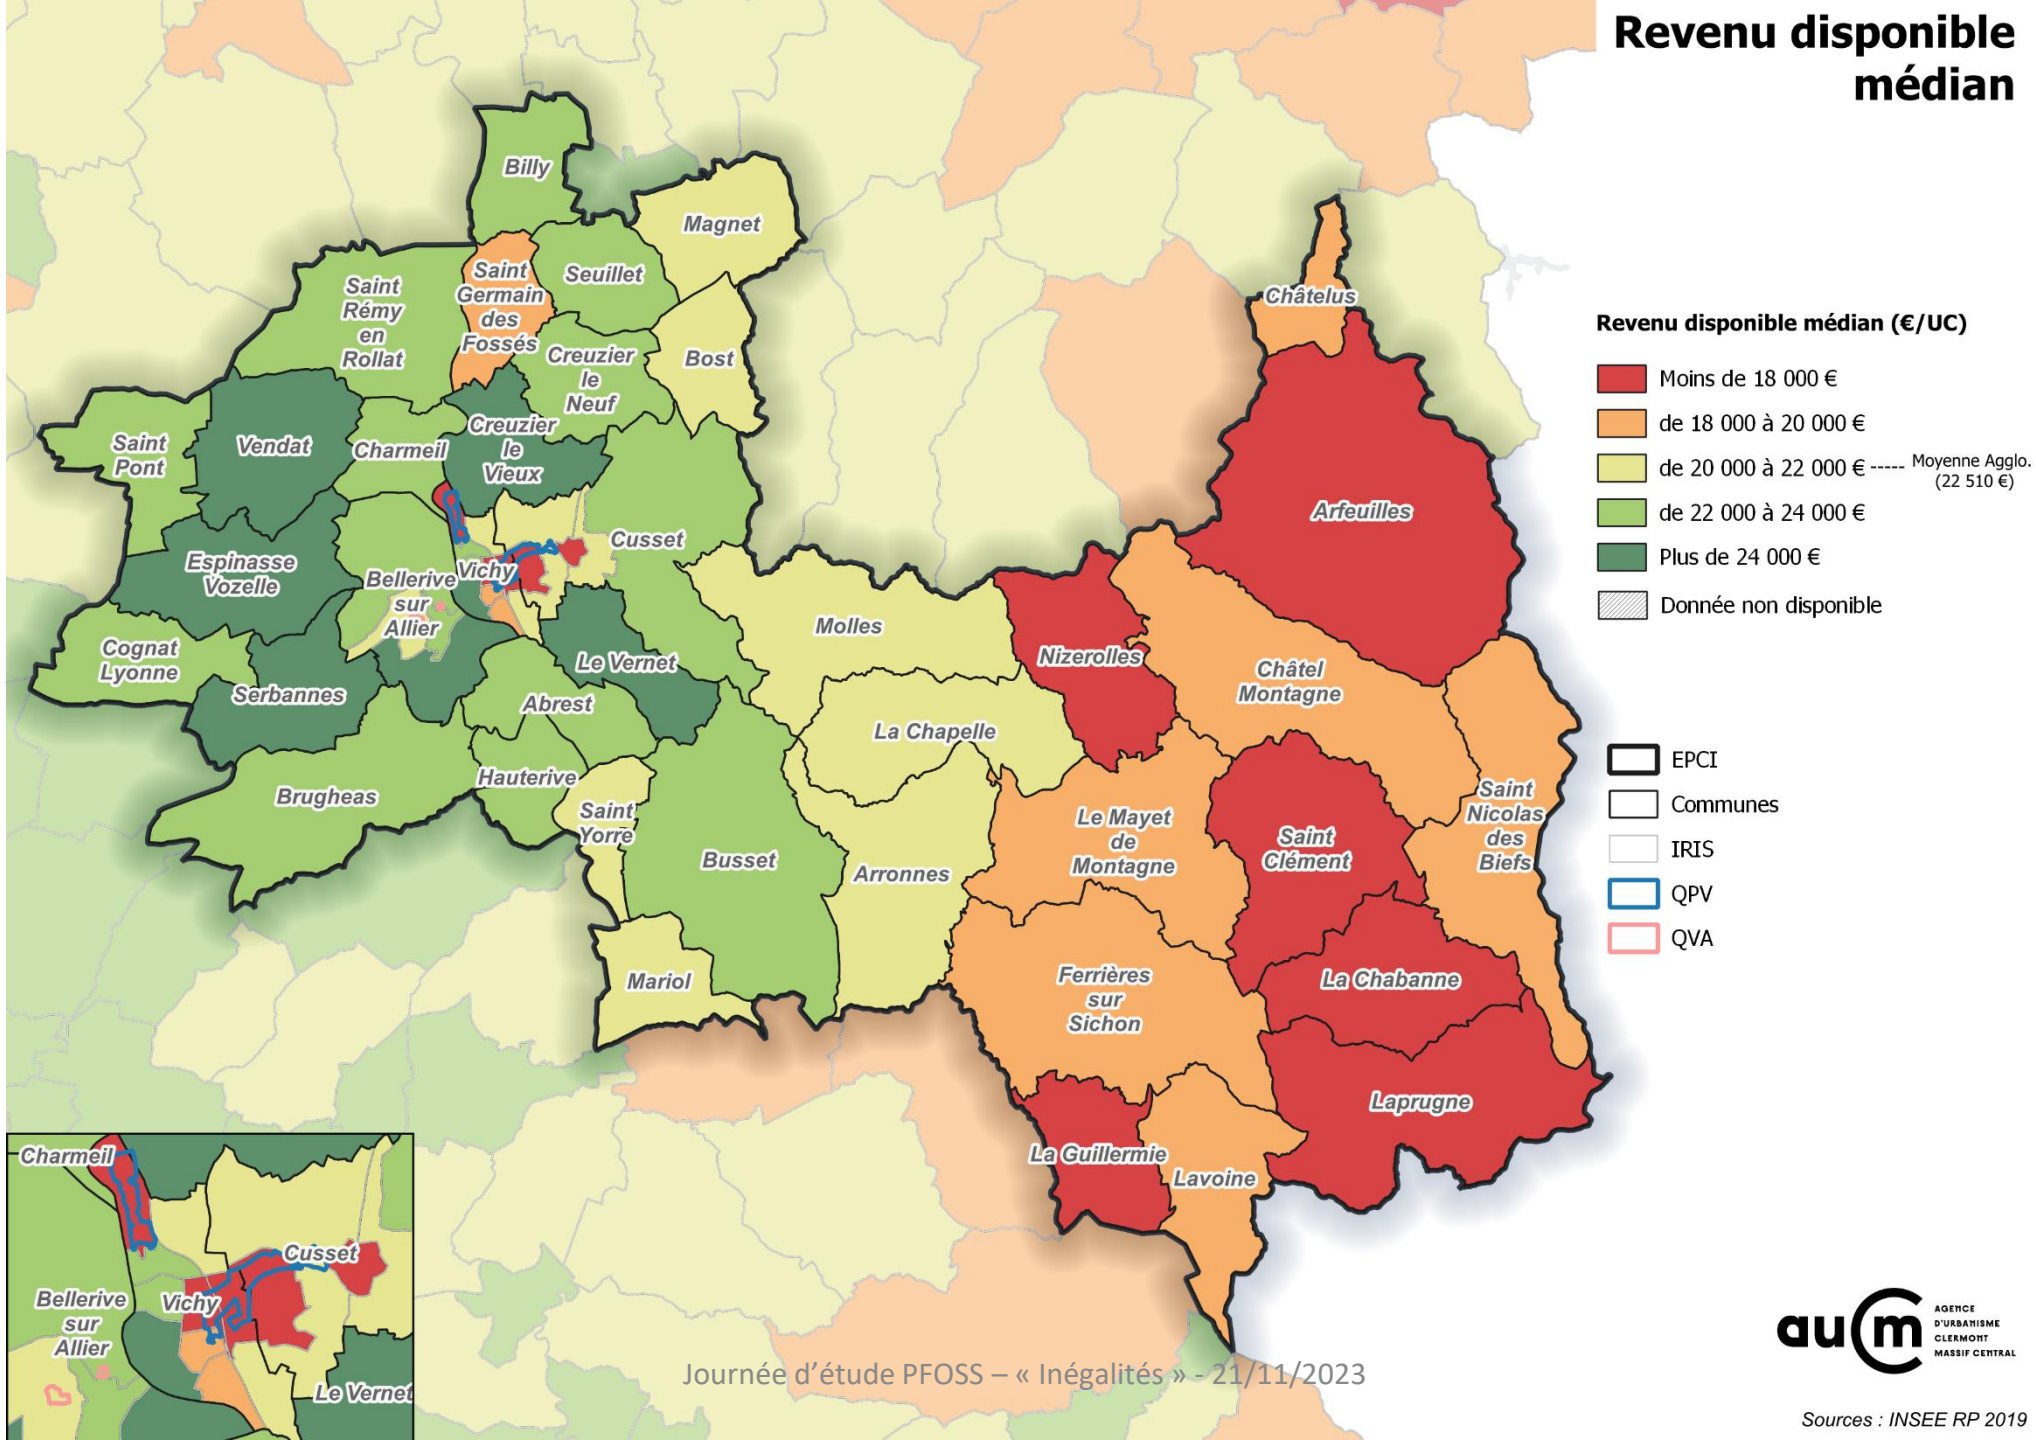 Revenu disponible
médian
Billy
Magnet
Saint
Germain
des
Fossés
Seuillet
Saint
Rémy
en
Rollat
Châtelus
Creuzier
le
Neuf
Bost
Saint
Pont
Vendat
Charmeil
Creuzier
le
Vieux
Arfeuilles
Cusset
Espinasse
Vozelle
Bellerive
sur
Allier
Vichy
Molles
Cognat
Lyonne
Serbannes
Le Vernet
Nizerolles
Châtel
Montagne
Abrest
La Chapelle
Hauterive
Brugheas
Saint
Yorre
Busset
Arronnes
Le Mayet
de
Montagne
Saint
Clément
Saint
Nicolas
des
Biefs
Mariol
Ferrières
sur
Sichon
La Chabanne
Laprugne
La Guillermie
Lavoine
Revenu disponible médian (€/UC)
Moins de 18 000 €
de 18 000 à 20 000 €
de 20 000 à 22 000 € ----- Moyenne Agglo.
(22 510 €)
de 22 000 à 24 000 €
Plus de 24 000 €
Donnée non disponible
EPCI
Communes
IRIS
QPV
QVA
Charmeil
Cusset
Bellerive
sur
Allier
Vichy
Le Vernet
Journée d'étude PFOSS – « Inégalités » - 21/11/2023
aucm
AGENCE
D'URBANISME
CLERMONT
MASSIF CENTRAL
Sources : INSEE RP 2019